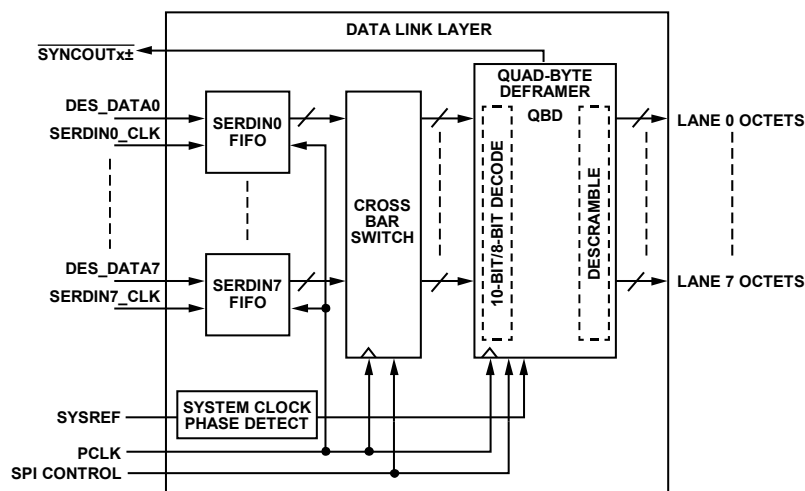 DATA LINK LAYER
SYNCOUTx±
QUAD-BYTE
DEFRAMER
QBD
DES_DATA0
SERDIN0_CLK
SERDIN0
FIFO
LANE 0 OCTETS
CROSS
BAR
SWITCH
10-BIT/8-BIT DECODE
DESCRAMBLE
DES_DATA7
SERDIN7_CLK
SERDIN7
FIFO
LANE 7 OCTETS
SYSREF
SYSTEM CLOCK
PHASE DETECT
PCLK
SPI CONTROL